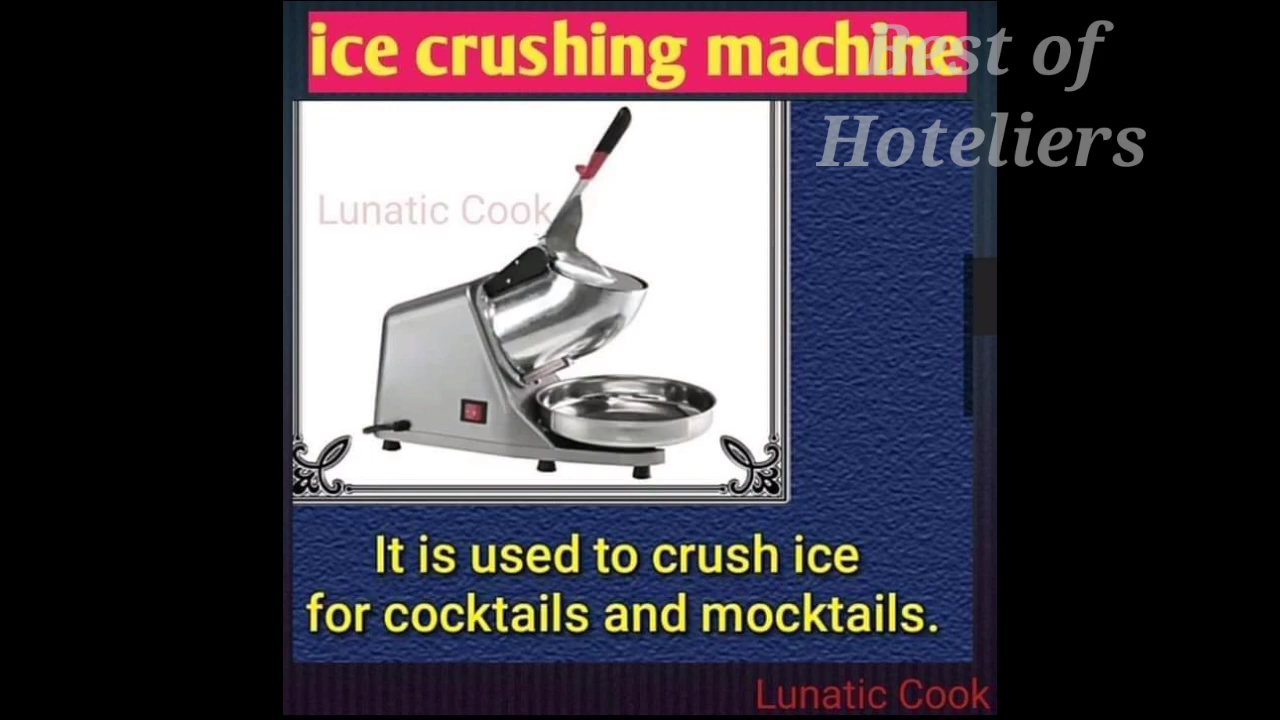 ice crushing machine
Best of
Hoteliers
Lunatic Cook
It is used to crush ice
for cocktails and mocktails.
Lunatic Cook